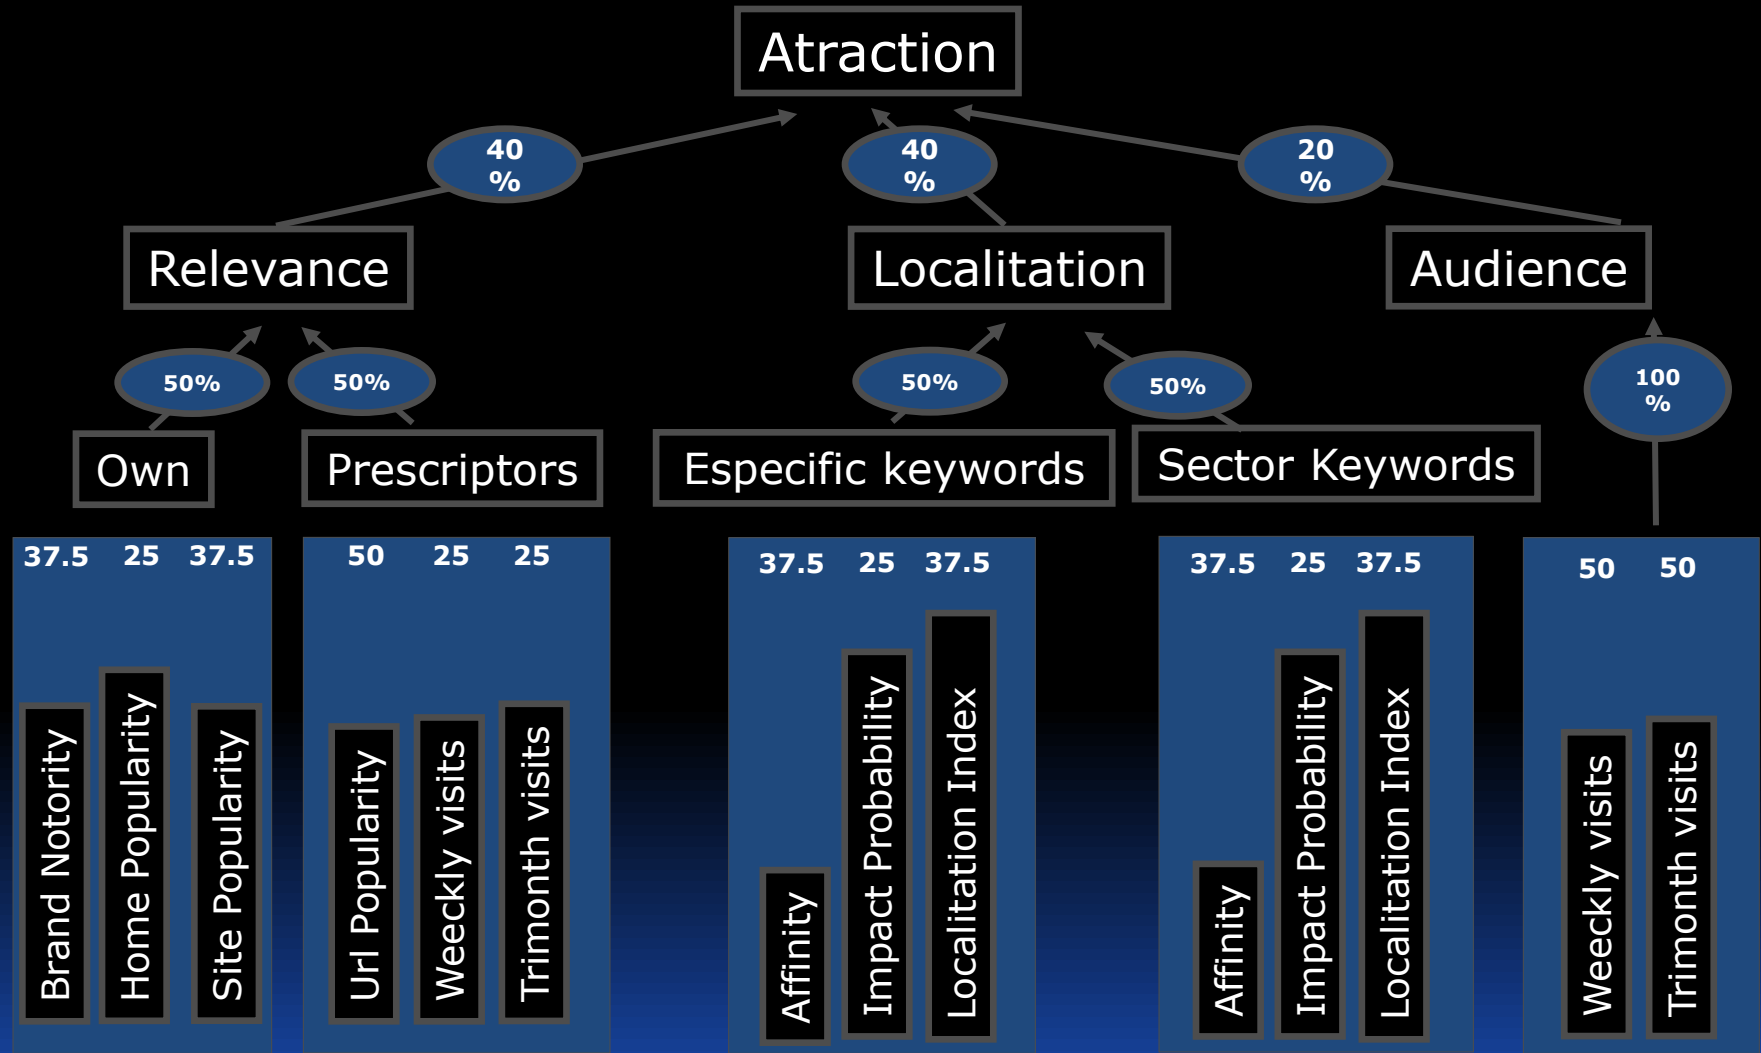 Atraction
40
%
40
%
20
%
Relevance
Localitation
Audience
50%
50%
50%
50%
100
%
Own
Prescriptors
Especific keywords
Sector Keywords
37.5 25 37.5
50 25 25
37.5 25 37.5
37.5 25 37.5
50 50
Brand Notority
Home Popularity
Site Popularity
Url Popularity
Weeckly visits
Trimonth visits
Affinity
Impact Probability
Localitation Index
Affinity
Impact Probability
Localitation Index
Weeckly visits
Trimonth visits